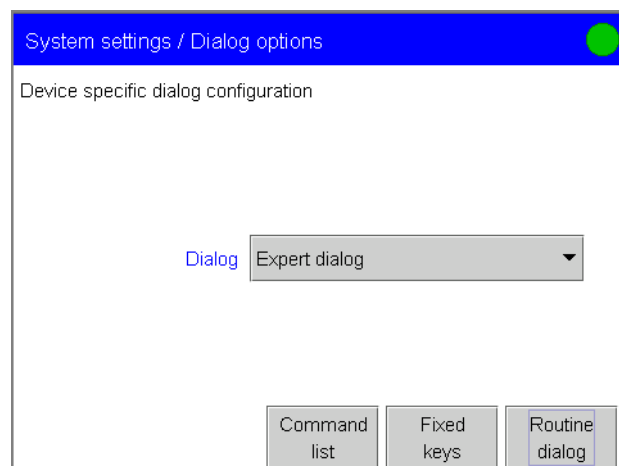 System settings / Dialog options
Device specific dialog configuration
Dialog Expert dialog
Command Fixed Routine
list keys dialog